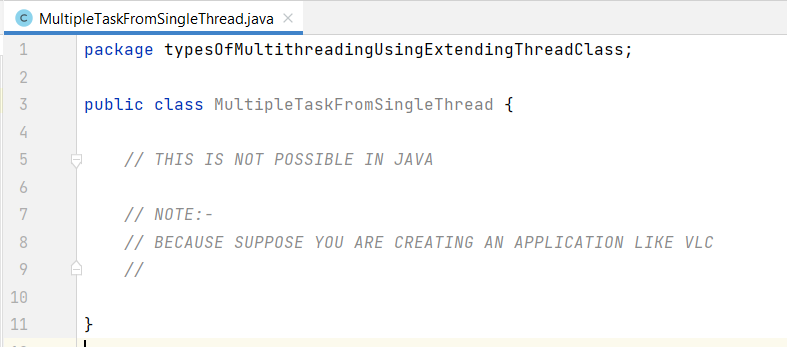 MultipleTaskFromSingleThread.java
1 package typesOfMultithreadingUsingExtendingThreadClass;
2
3 public class MultipleTaskFromSingleThread {
4
5 // THIS IS NOT POSSIBLE IN JAVA
6
7 // NOTE:-
8 // BECAUSE SUPPOSE YOU ARE CREATING AN APPLICATION LIKE VLC
9 //
10
11 }